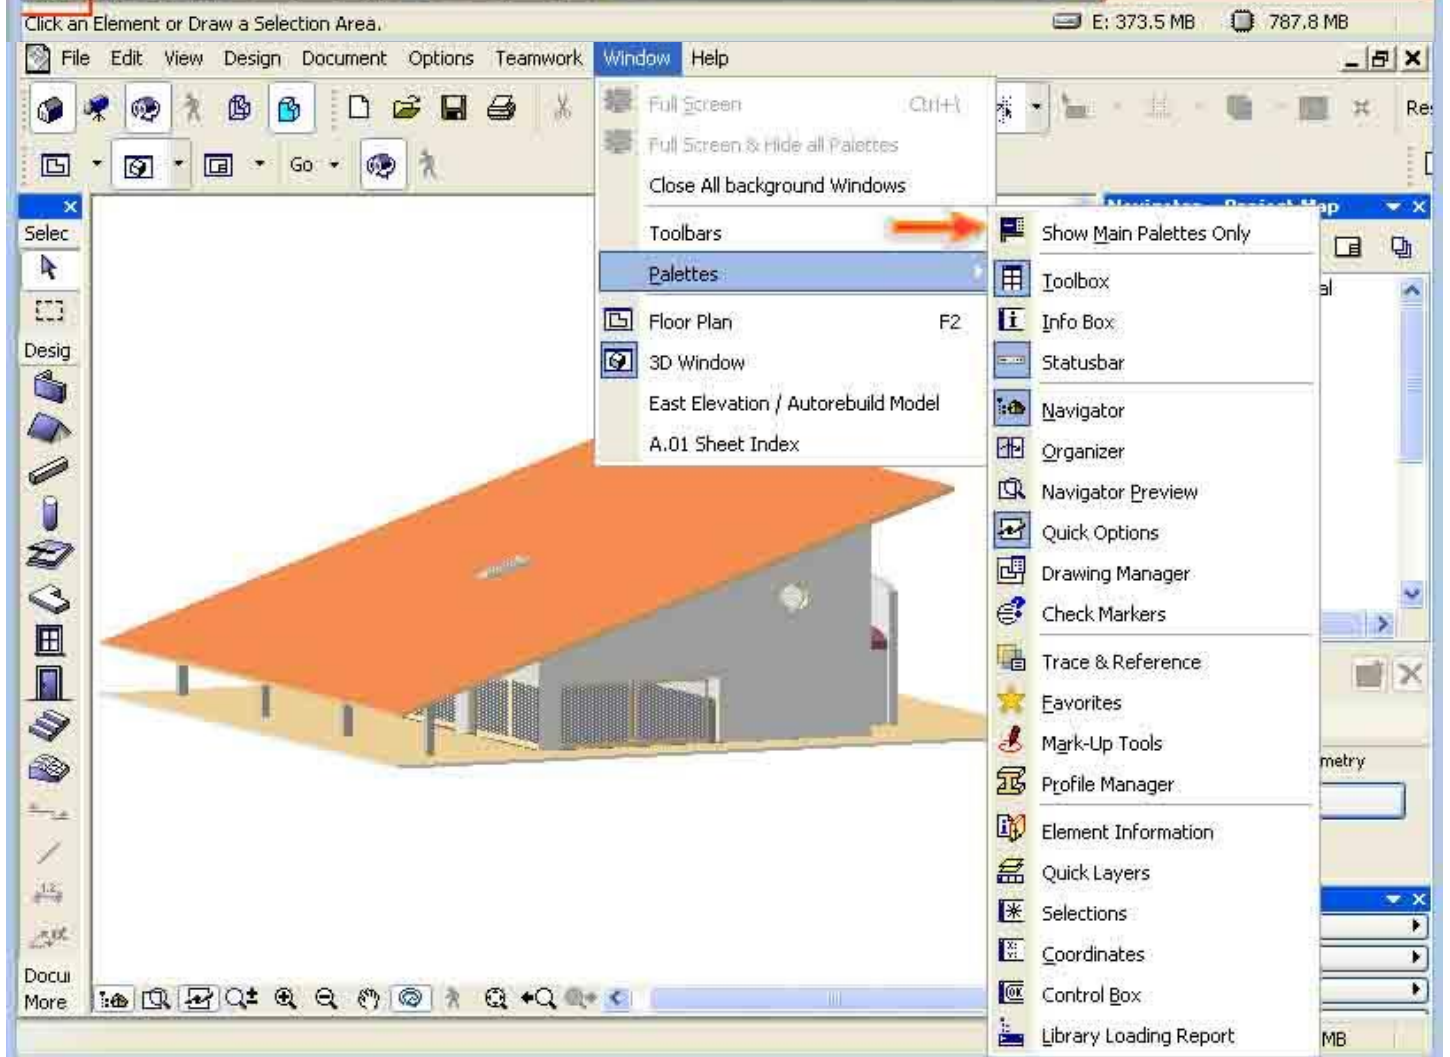 Click an Element or Draw a Selection Area.
E: 373.5 MB
787.8 MB
File Edit View Design Document Options Teamwork Window Help
Full Screen Ctrl+\
Full Screen & Hide all Palettes
Close All background Windows
Toolbars
Palettes
Floor Plan F2
3D Window
East Elevation / Autorebuild Model
A.01 Sheet Index
Go
Selec
Desig
Docu
More
Show Main Palettes Only
Toolbox
Info Box
Statusbar
Navigator
Organizer
Navigator Preview
Quick Options
Drawing Manager
Check Markers
Trace & Reference
Favorites
Mark-Up Tools
Profile Manager
Element Information
Quick Layers
Selections
Coordinates
Control Box
Library Loading Report
Map
al
metry
MB